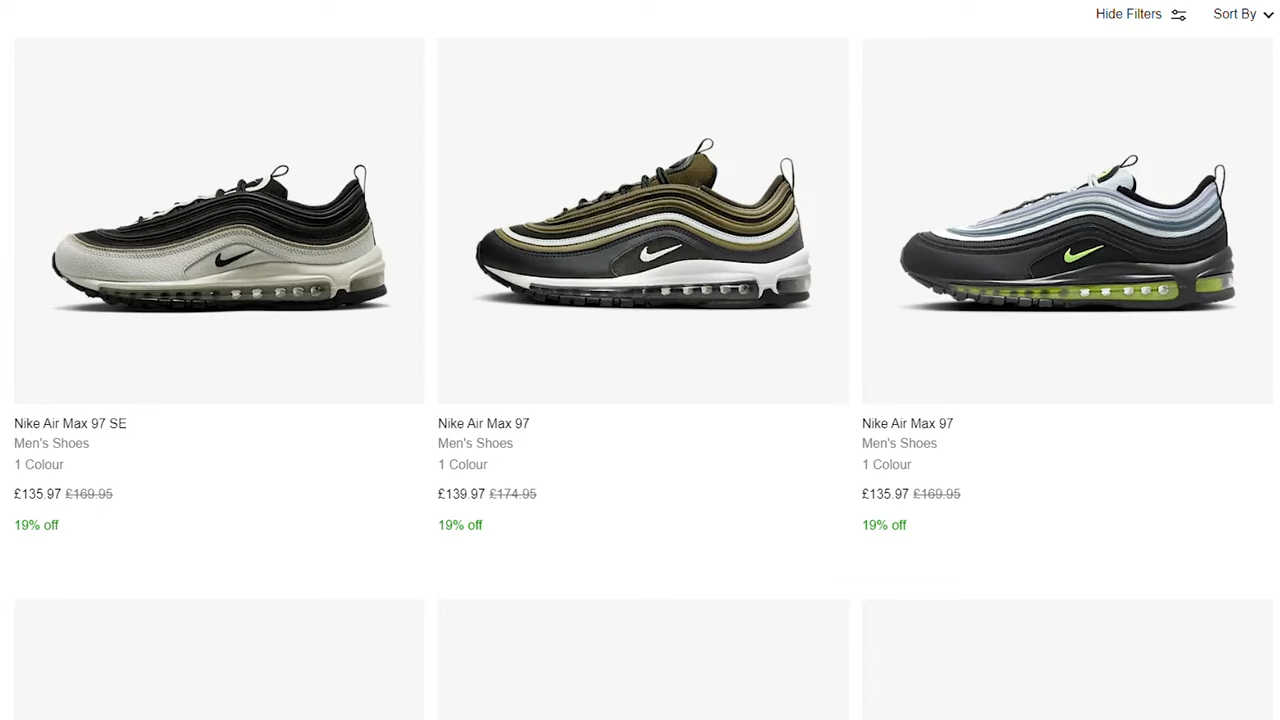 Hide Filters Sort By
Nike Air Max 97 SE
Men's Shoes
1 Colour
£135.97 £169.95
19% off
Nike Air Max 97
Men's Shoes
1 Colour
£139.97 £174.95
19% off
Nike Air Max 97
Men's Shoes
1 Colour
£135.97 £169.95
19% off